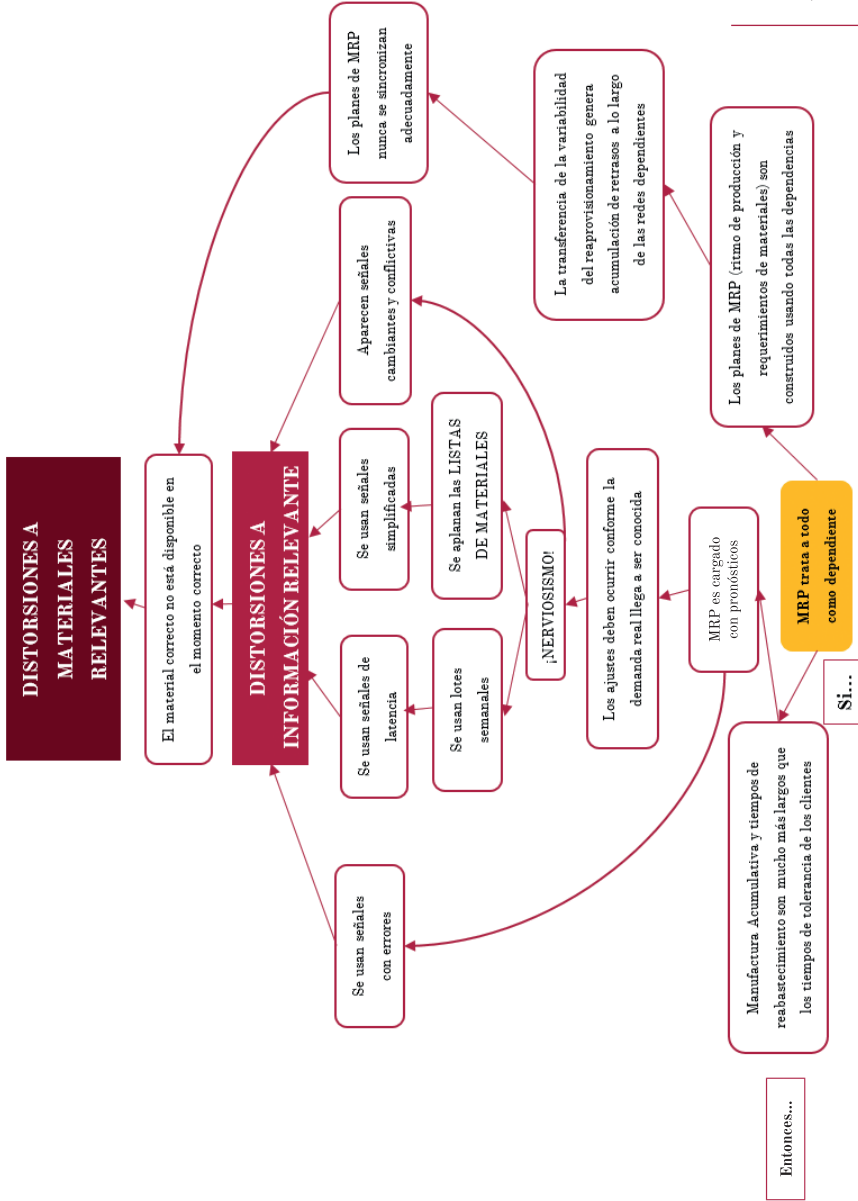 DISTORSIONES A
MATERIALES
RELEVANTES
El material correcto no está disponible en
el momento correcto
DISTORSIONES A
INFORMACIÓN RELEVANTE
Se usan señales
con errores
Se usan señales de
latencia
Se usan señales
simplificadas
Aparecen señales
cambiantes y conflictivas
Los planes de MRP
nunca se sincronizan
adecuadamente
Se usan lotes
semanales
Se aplanan las LISTAS
DE MATERIALES
¡NERVIOSISMO!
La transferencia de la variabilidad
del reaprovisionamiento genera
acumulación de retrasos a lo largo
de las redes dependientes
Los ajustes deben ocurrir conforme la
demanda real llega a ser conocida
MRP es cargado
con pronósticos
Los planes de MRP (ritmo de producción y
requerimientos de materiales) son
construidos usando todas las dependencias
Manufactura Acumulativa y tiempos de
reabastecimiento son mucho más largos que
los tiempos de tolerancia de los clientes
MRP trata a todo
como dependiente
Entonces...
Si...